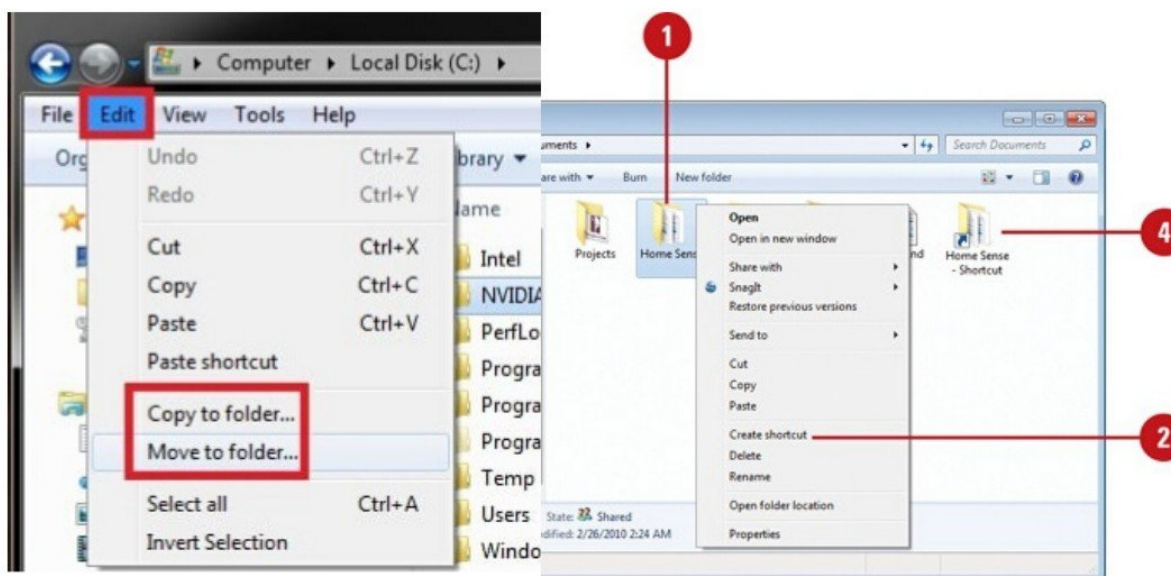 Computer ▸ Local Disk (C:) ▸
File Edit View Tools Help
Org
brary
Undo Ctrl+Z
Redo Ctrl+Y
Cut Ctrl+X
Copy Ctrl+C
Paste Ctrl+V
Paste shortcut
Copy to folder...
Move to folder...
Select all Ctrl+A
Invert Selection
lame
Intel
NVIDIA
PerfLo
Progra
Progra
Progra
Temp
Users
Windo
1
uments ▸
Search Documents
are with Burn New folder
Projects
Home Sens
nd
Home Sense
- Shortcut
4
Open
Open in new window
Share with
SnagIt
Restore previous versions
Send to
Cut
Copy
Paste
Create shortcut
2
Delete
Rename
Open folder location
Properties
State: Shared
dified: 2/26/2010 2:24 AM